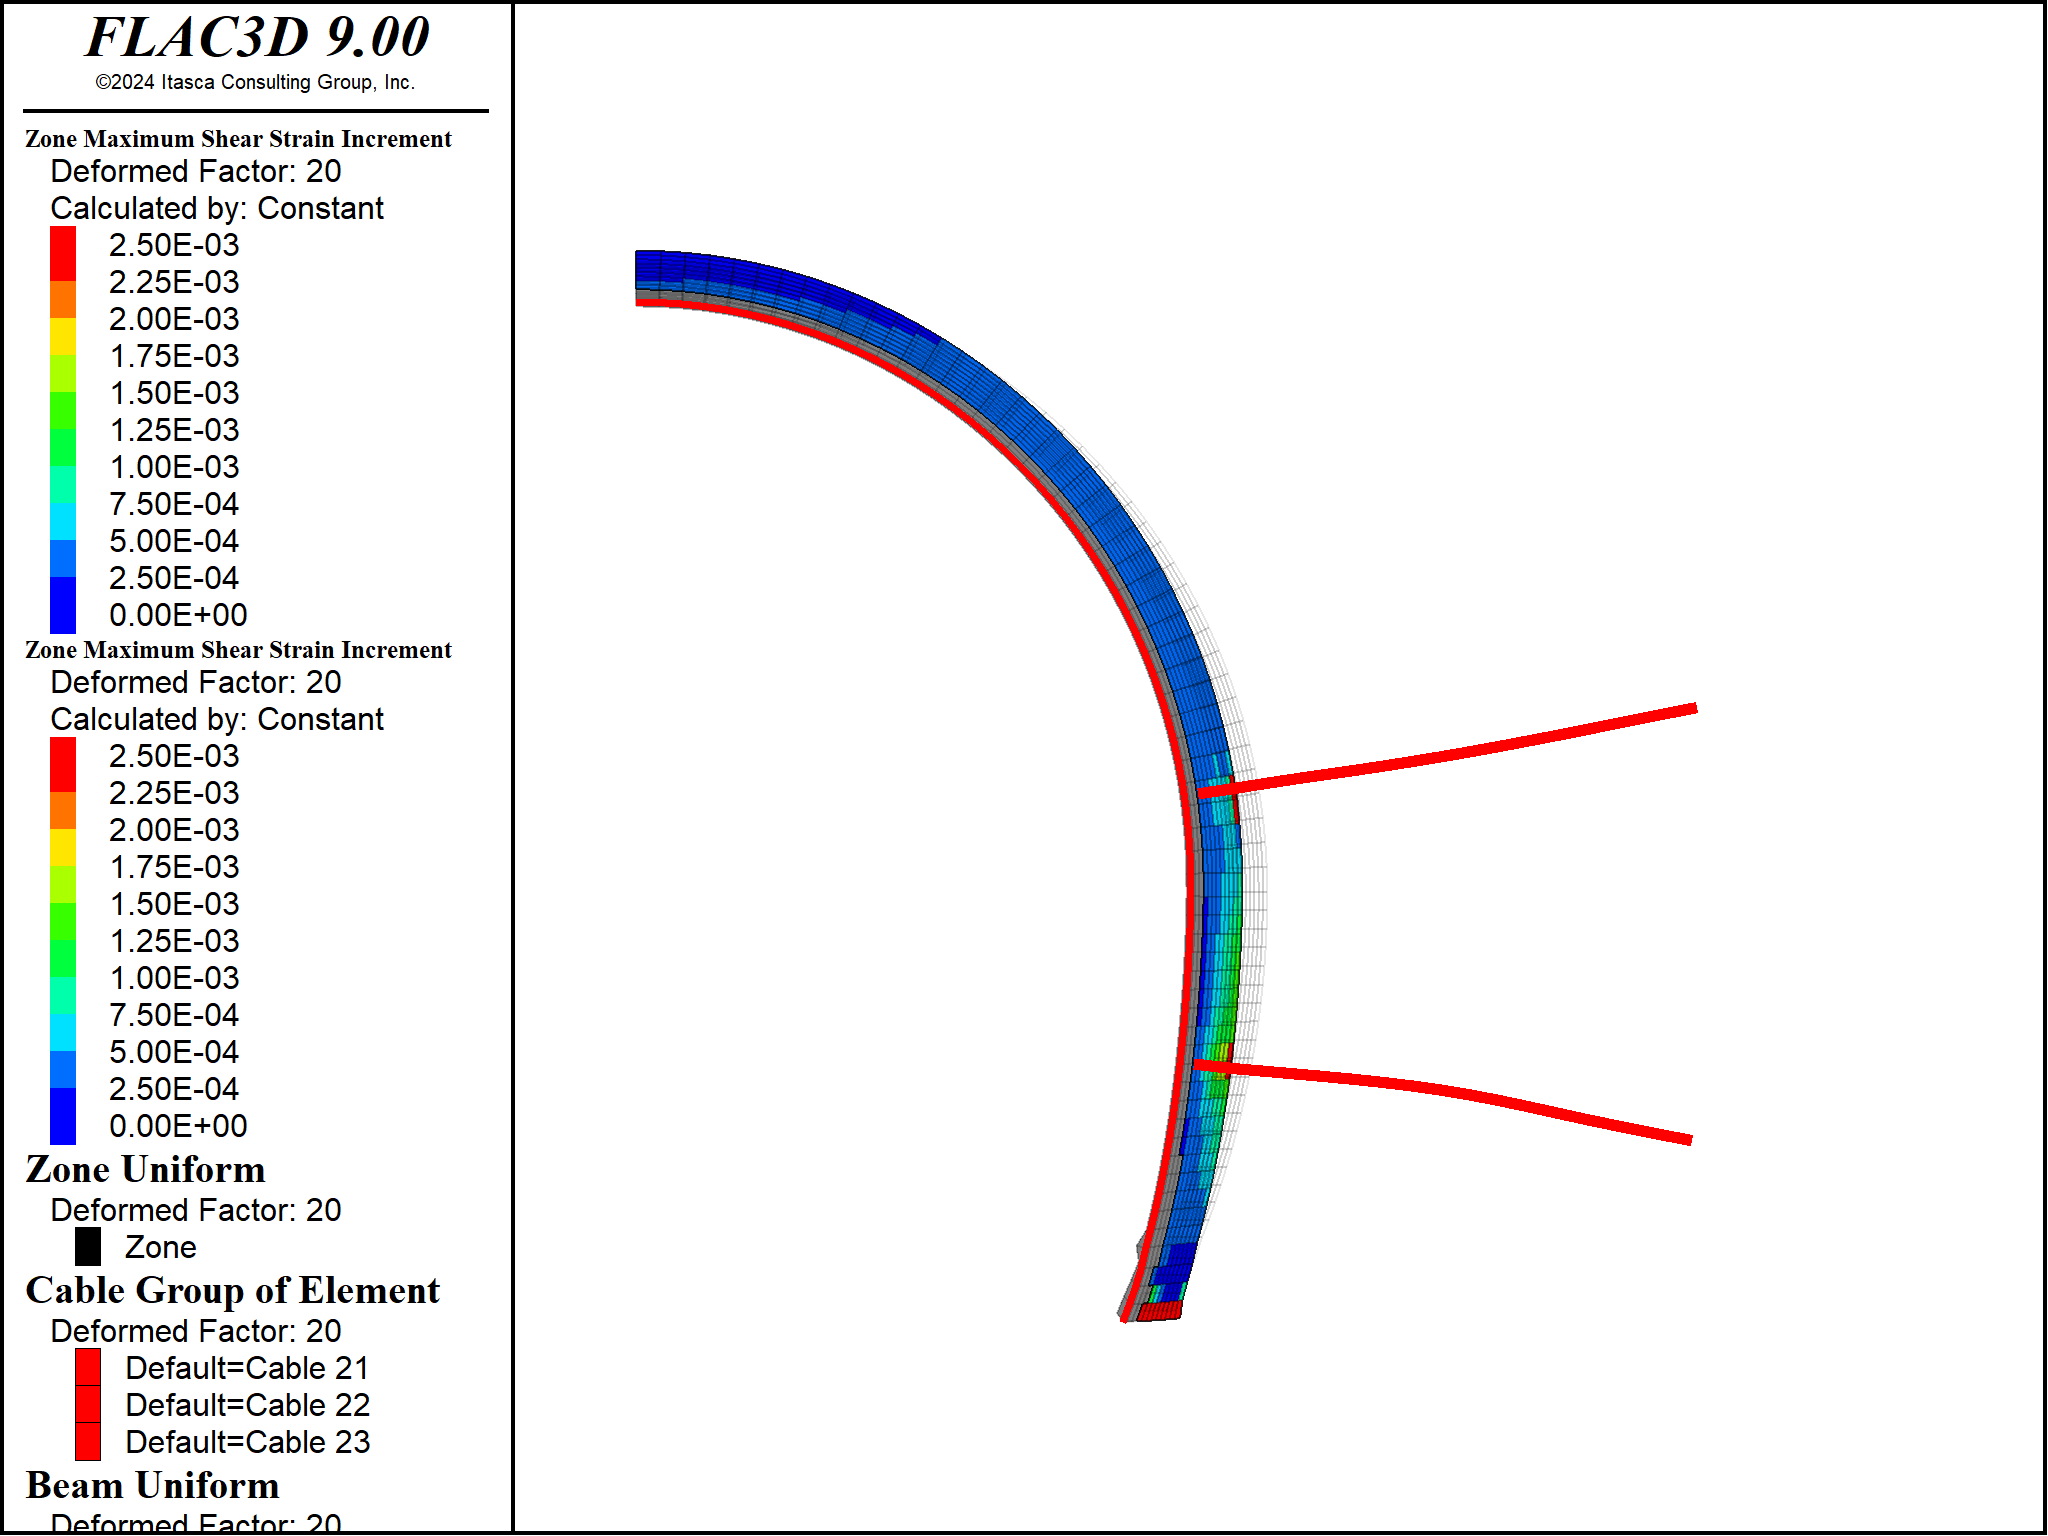 FLAC3D 9.00
©2024 Itasca Consulting Group, Inc.
Zone Maximum Shear Strain Increment
Deformed Factor: 20
Calculated by: Constant
2.50E-03
2.25E-03
2.00E-03
1.75E-03
1.50E-03
1.25E-03
1.00E-03
7.50E-04
5.00E-04
2.50E-04
0.00E+00
Zone Maximum Shear Strain Increment
Deformed Factor: 20
Calculated by: Constant
2.50E-03
2.25E-03
2.00E-03
1.75E-03
1.50E-03
1.25E-03
1.00E-03
7.50E-04
5.00E-04
2.50E-04
0.00E+00
Zone Uniform
Deformed Factor: 20
Zone
Cable Group of Element
Deformed Factor: 20
Default=Cable 21
Default=Cable 22
Default=Cable 23
Beam Uniform
Deformed Factor: 20